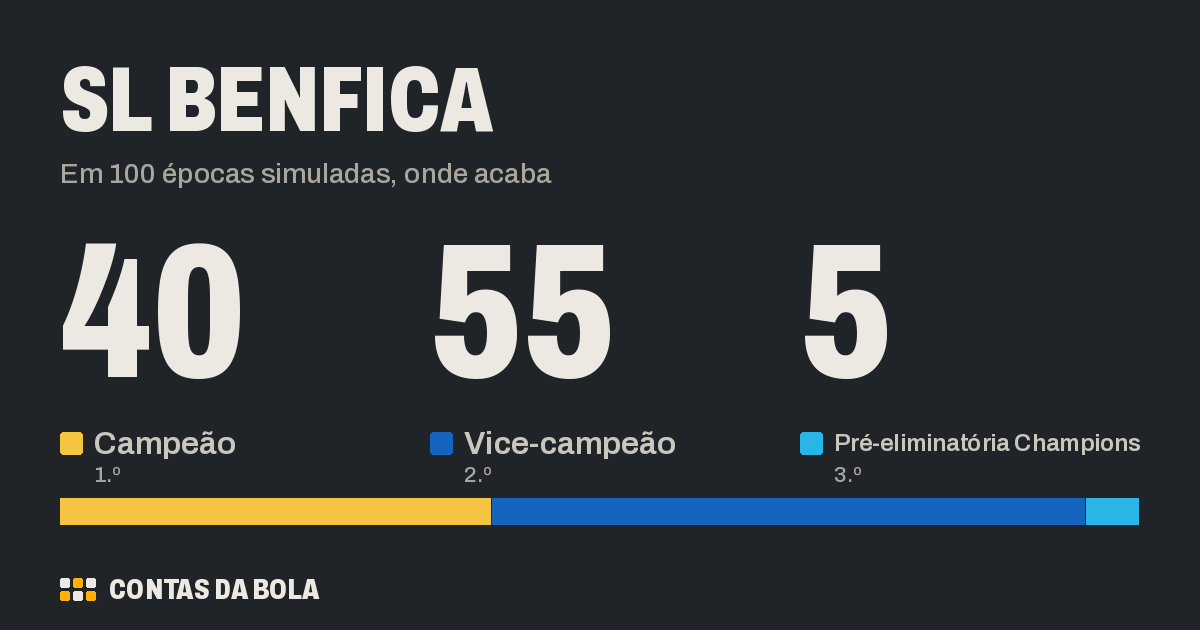 SL BENFICA
Em 100 épocas simuladas, onde acaba
40 55 5
Campeão Vice-campeão Pré-eliminatória Champions
1.º 2.º 3.º
CONTAS DA BOLA